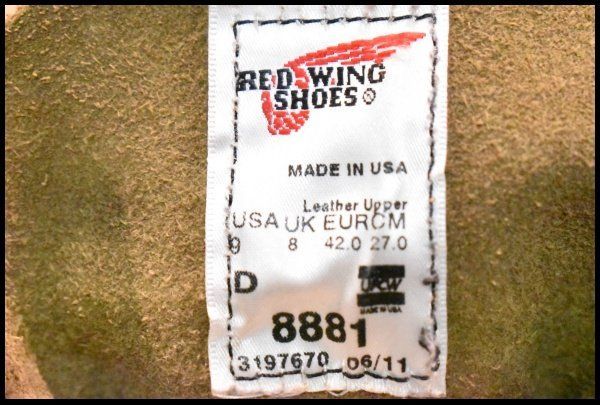 RED WING
SHOES®
MADE IN USA
Leather Upper
USA UK EUR CM
9 8 42.0 27.0
D UFCW
MADE IN USA
8881
3197670 06/11